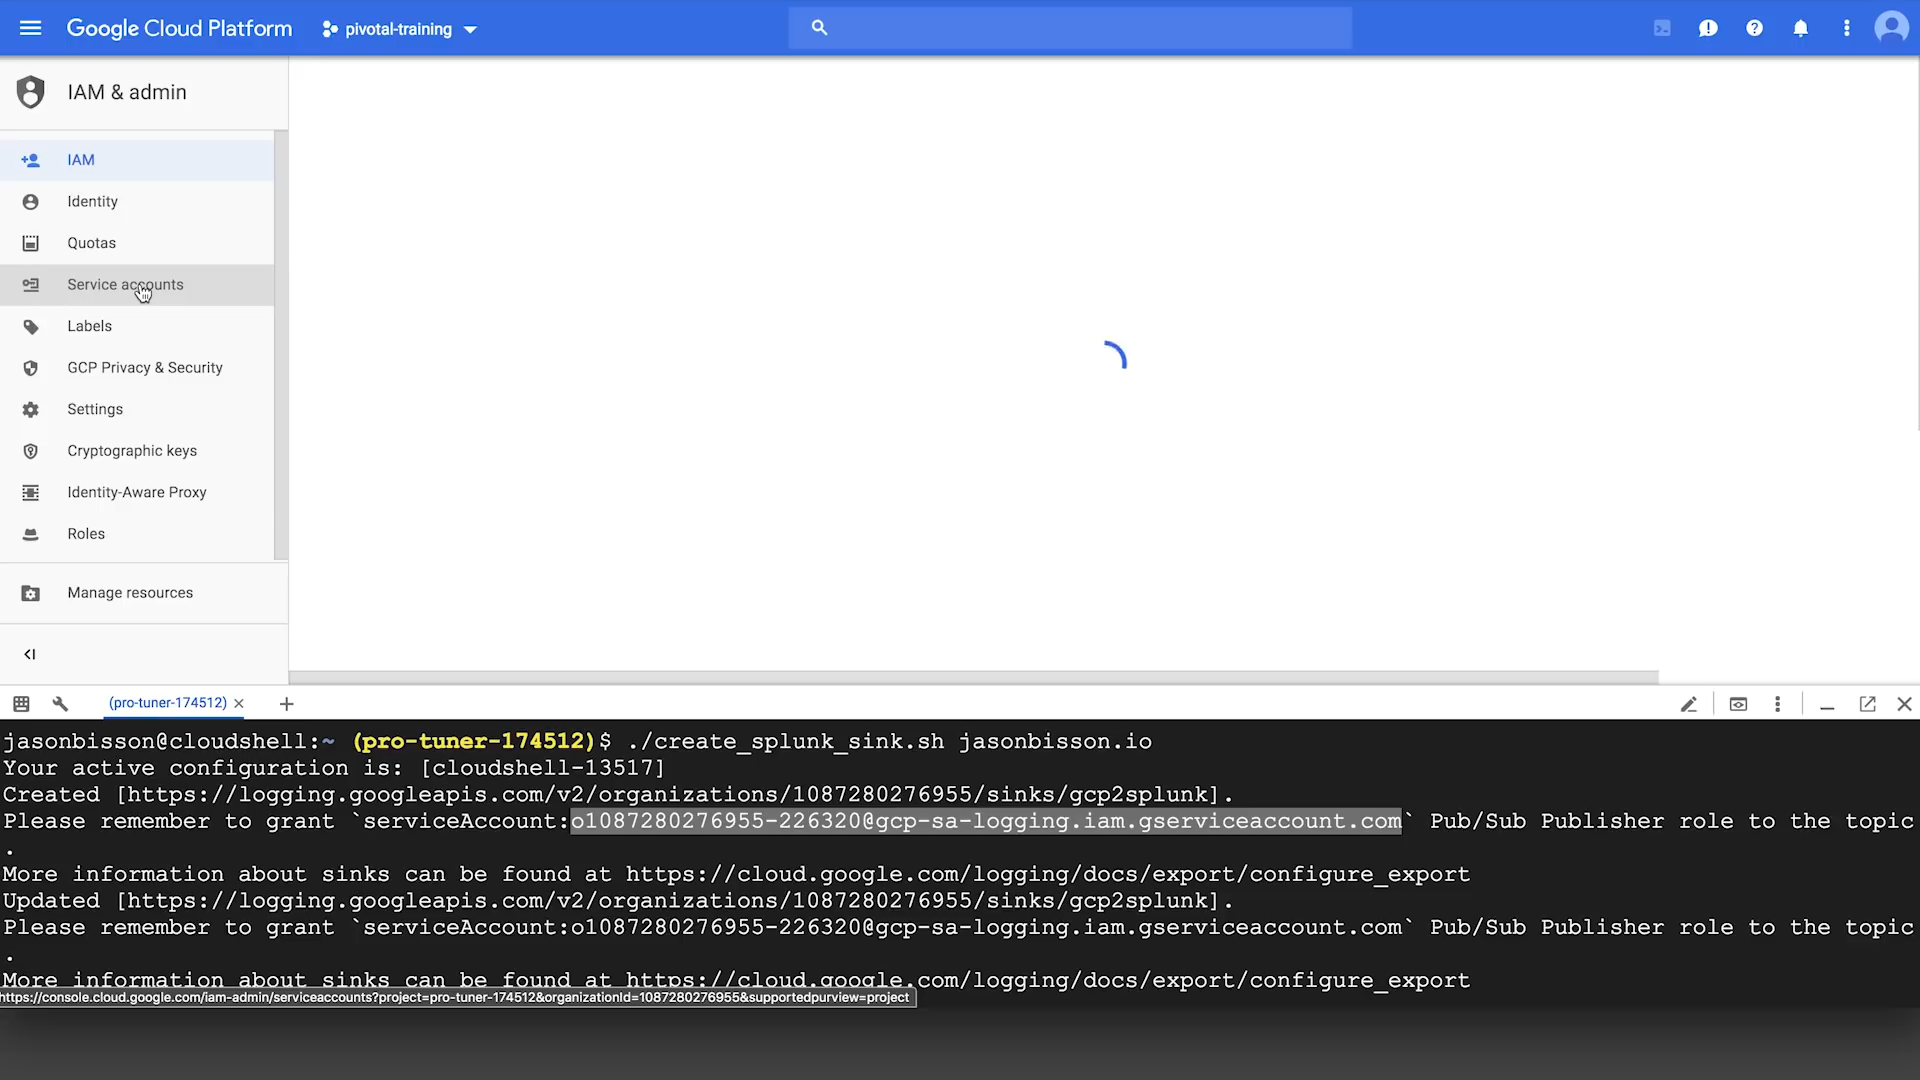 Google Cloud Platform
pivotal-training
IAM & admin
IAM
Identity
Quotas
Service accounts
Labels
GCP Privacy & Security
Settings
Cryptographic keys
Identity-Aware Proxy
Roles
Manage resources
(pro-tuner-174512)
jasonbisson@cloudshell:~ (pro-tuner-174512)$ ./create_splunk_sink.sh jasonbisson.io
Your active configuration is: [cloudshell-13517]
Created [https://logging.googleapis.com/v2/organizations/1087280276955/sinks/gcp2splunk].
Please remember to grant `serviceAccount:o1087280276955-226320@gcp-sa-logging.iam.gserviceaccount.com` Pub/Sub Publisher role to the topic
.
More information about sinks can be found at https://cloud.google.com/logging/docs/export/configure_export
Updated [https://logging.googleapis.com/v2/organizations/1087280276955/sinks/gcp2splunk].
Please remember to grant `serviceAccount:o1087280276955-226320@gcp-sa-logging.iam.gserviceaccount.com` Pub/Sub Publisher role to the topic
.
More information about sinks can be found at https://cloud.google.com/logging/docs/export/configure_export
https://console.cloud.google.com/iam-admin/serviceaccounts?project=pro-tuner-174512&organizationId=1087280276955&supportedpurview=project